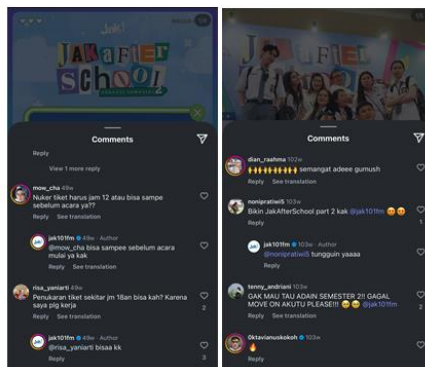 Jak!
JAKAFTER
SCHOOL 2
Comments
Reply
View 1 more reply
mow_cha 49w
Nuker tiket harus jam 12 atau bisa sampe
sebelum acara ya??
Reply See translation
jak101fm 49w · Author
@mow_cha bisa sampee sebelum acara
mulai ya kak
Reply See translation
risa_yaniarti 49w
Penukaran tiket sekitar jm 18an bisa kah? Karena
saya plg kerja
Reply See translation
2
jak101fm 49w · Author
@risa_yaniarti bisaa kk
Reply
3
JAKAFTER
SCHOOL
Comments
dian_raahma 102w
semangat adeee gumush
Reply See translation
nonipratiwi5 103w
Bikin JakAfterSchool part 2 kak @jak101fm
Reply See translation
1
jak101fm 103w · Author
@nonipratiwi5 tungguin yaaaa
Reply
tenny_andriani 103w
GAK MAU TAU ADAIN SEMESTER 2!! GAGAL
MOVE ON AKUTU PLEASE!!! @jak101fm
Reply See translation
2
0ktavianuskokoh 103w
Reply